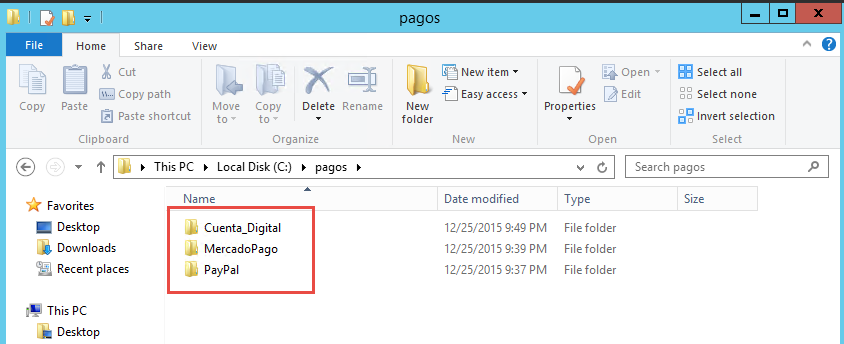 pagos
File Home Share View
Copy
Paste
Cut
Copy path
Paste shortcut
Clipboard
Move to
Copy to
Delete
Rename
Organize
New folder
New item
Easy access
New
Properties
Open
Edit
Open
Select all
Select none
Invert selection
Select
This PC Local Disk (C:) pagos
Search pagos
Favorites
Desktop
Downloads
Recent places
This PC
Desktop
Name Date modified Type Size
Cuenta_Digital 12/25/2015 9:49 PM File folder
MercadoPago 12/25/2015 9:39 PM File folder
PayPal 12/25/2015 9:37 PM File folder